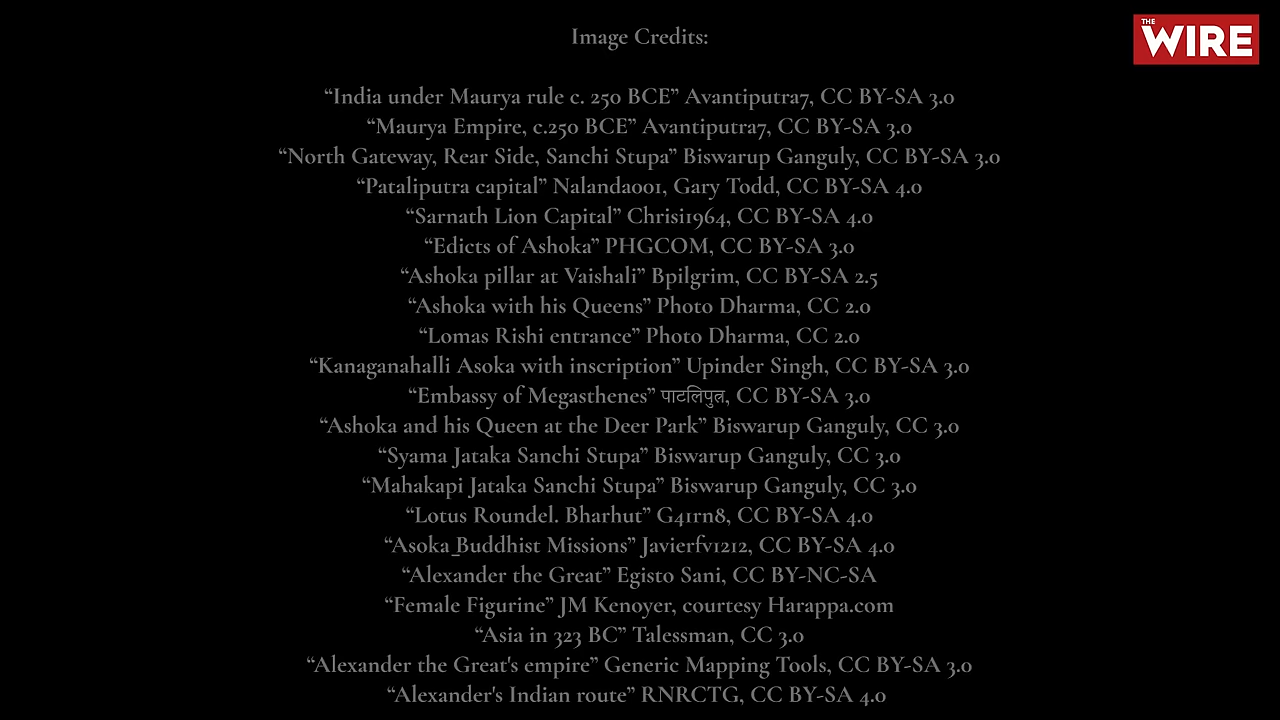 THE
WIRE
Image Credits:
“India under Maurya rule c. 250 BCE” Avantiputra7, CC BY-SA 3.0
“Maurya Empire, c.250 BCE” Avantiputra7, CC BY-SA 3.0
“North Gateway, Rear Side, Sanchi Stupa” Biswarup Ganguly, CC BY-SA 3.0
“Pataliputra capital” Nalanda001, Gary Todd, CC BY-SA 4.0
“Sarnath Lion Capital” Chrisi1964, CC BY-SA 4.0
“Edicts of Ashoka” PHGCOM, CC BY-SA 3.0
“Ashoka pillar at Vaishali” Bpilgrim, CC BY-SA 2.5
“Ashoka with his Queens” Photo Dharma, CC 2.0
“Lomas Rishi entrance” Photo Dharma, CC 2.0
“Kanaganahalli Asoka with inscription” Upinder Singh, CC BY-SA 3.0
“Embassy of Megasthenes” पाटलिपुत्र, CC BY-SA 3.0
“Ashoka and his Queen at the Deer Park” Biswarup Ganguly, CC 3.0
“Syama Jataka Sanchi Stupa” Biswarup Ganguly, CC 3.0
“Mahakapi Jataka Sanchi Stupa” Biswarup Ganguly, CC 3.0
“Lotus Roundel. Bharhut” G41rn8, CC BY-SA 4.0
“Asoka_Buddhist Missions” Javierfv1212, CC BY-SA 4.0
“Alexander the Great” Egisto Sani, CC BY-NC-SA
“Female Figurine” JM Kenoyer, courtesy Harappa.com
“Asia in 323 BC” Talessman, CC 3.0
“Alexander the Great's empire” Generic Mapping Tools, CC BY-SA 3.0
“Alexander's Indian route” RNRCTG, CC BY-SA 4.0